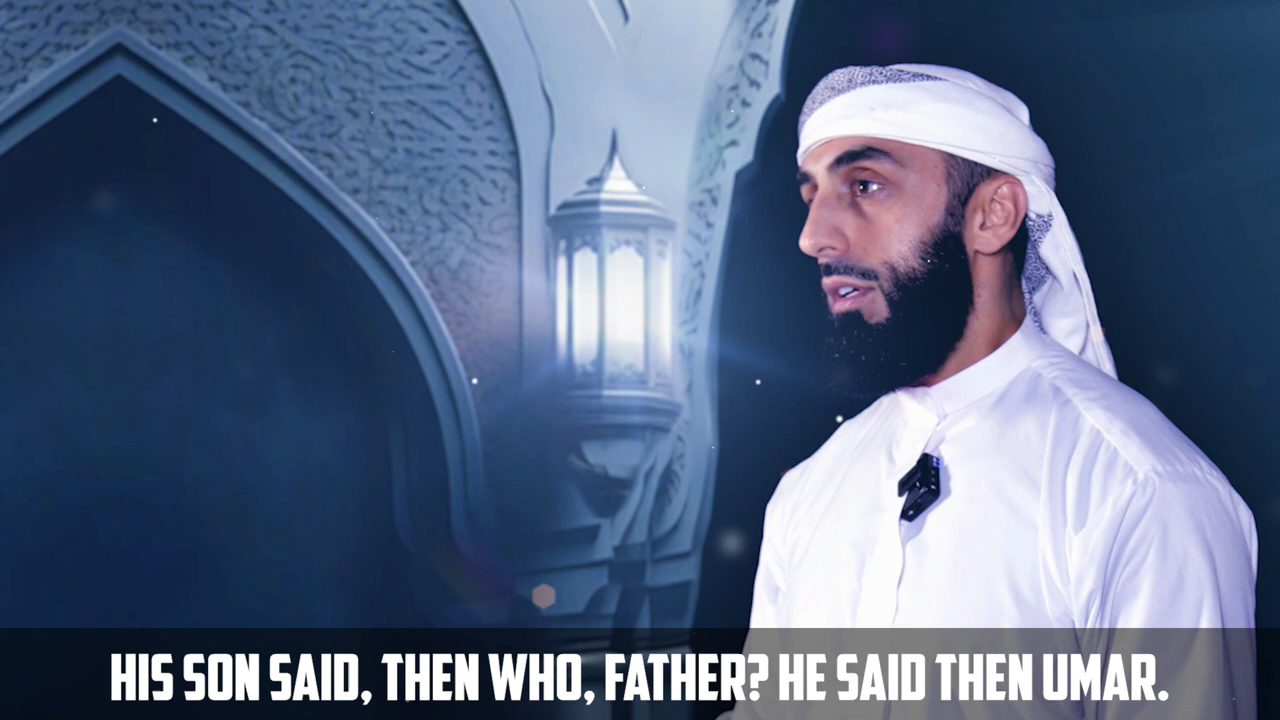 HIS SON SAID, THEN WHO, FATHER? HE SAID THEN UMAR.